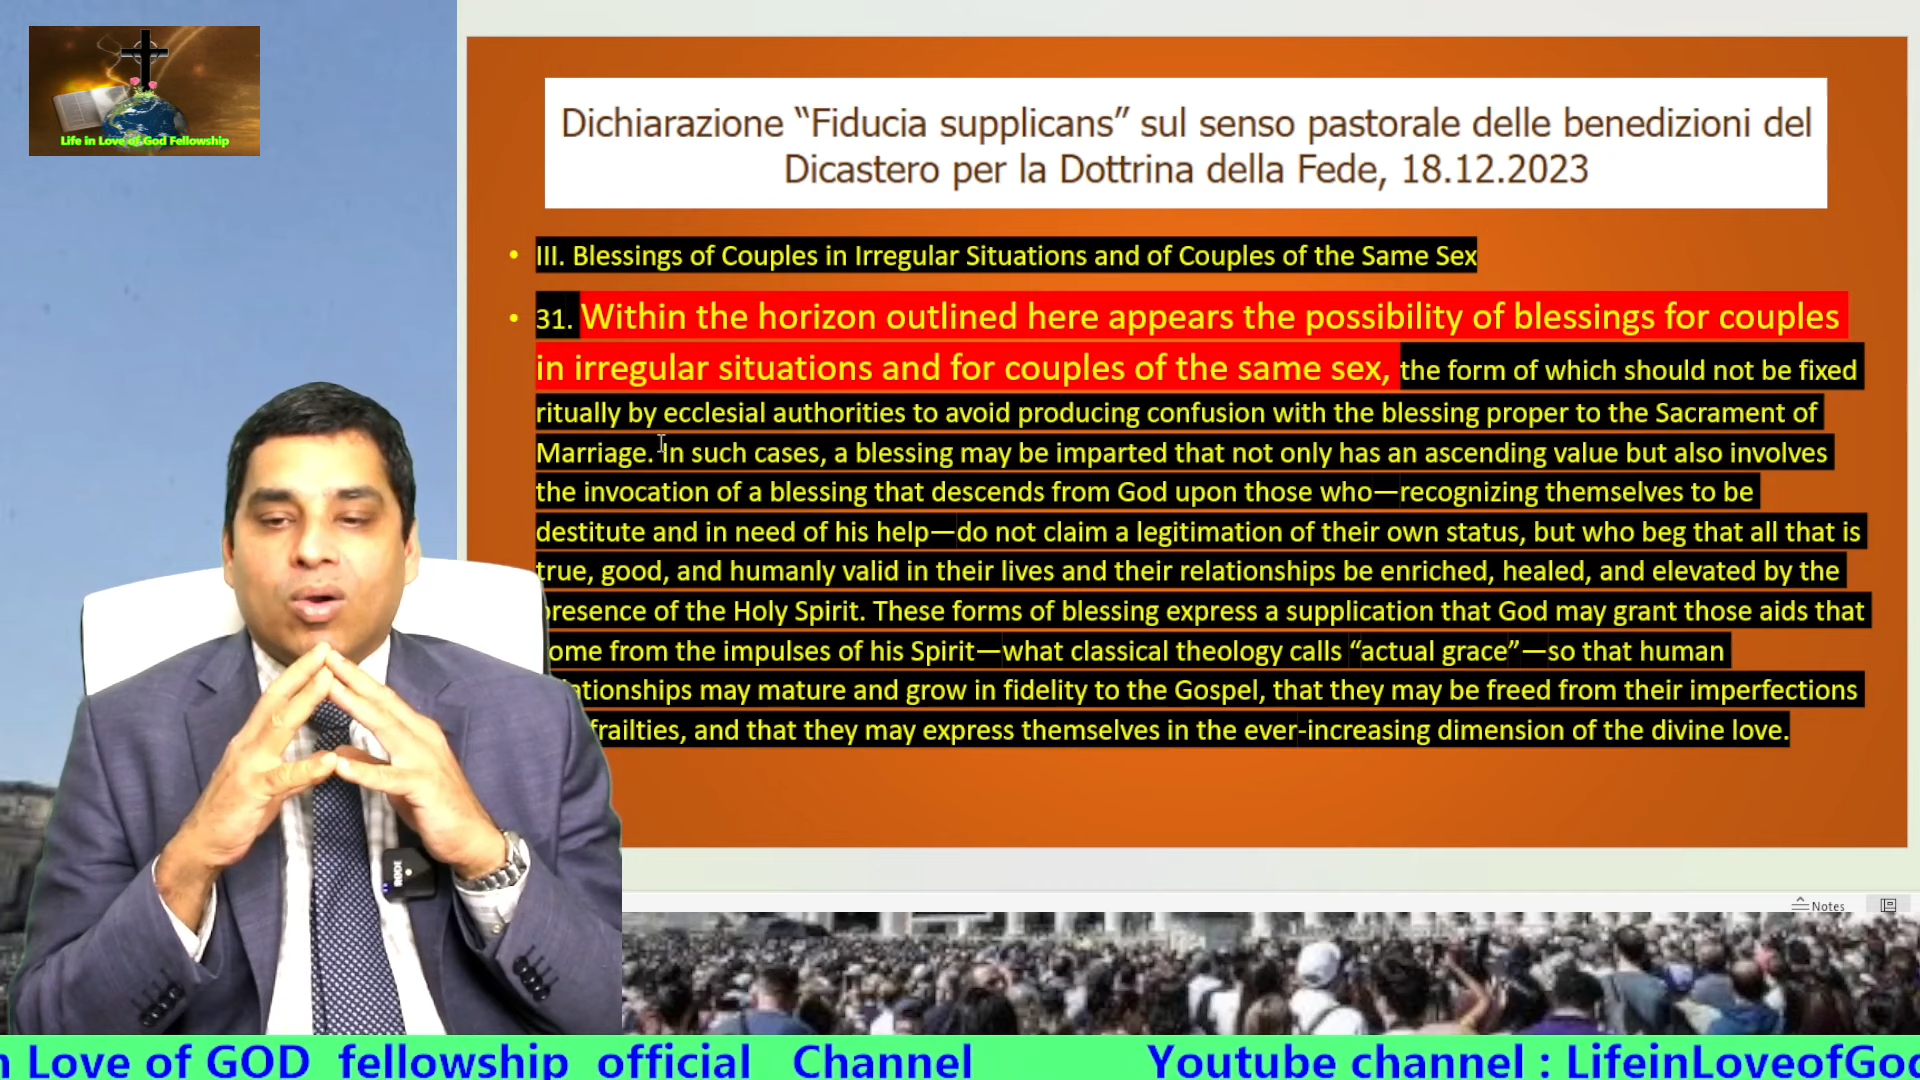 Life in Love of God Fellowship
Dichiarazione “Fiducia supplicans” sul senso pastorale delle benedizioni del
Dicastero per la Dottrina della Fede, 18.12.2023
• III. Blessings of Couples in Irregular Situations and of Couples of the Same Sex
• 31. Within the horizon outlined here appears the possibility of blessings for couples
in irregular situations and for couples of the same sex, the form of which should not be fixed
ritually by ecclesial authorities to avoid producing confusion with the blessing proper to the Sacrament of
Marriage. In such cases, a blessing may be imparted that not only has an ascending value but also involves
the invocation of a blessing that descends from God upon those who—recognizing themselves to be
destitute and in need of his help—do not claim a legitimation of their own status, but who beg that all that is
true, good, and humanly valid in their lives and their relationships be enriched, healed, and elevated by the
presence of the Holy Spirit. These forms of blessing express a supplication that God may grant those aids that
ome from the impulses of his Spirit—what classical theology calls “actual grace”—so that human
ationships may mature and grow in fidelity to the Gospel, that they may be freed from their imperfections
frailties, and that they may express themselves in the ever-increasing dimension of the divine love.
RODE
Notes
n Love of GOD fellowship official Channel Youtube channel : LifeinLoveofGo